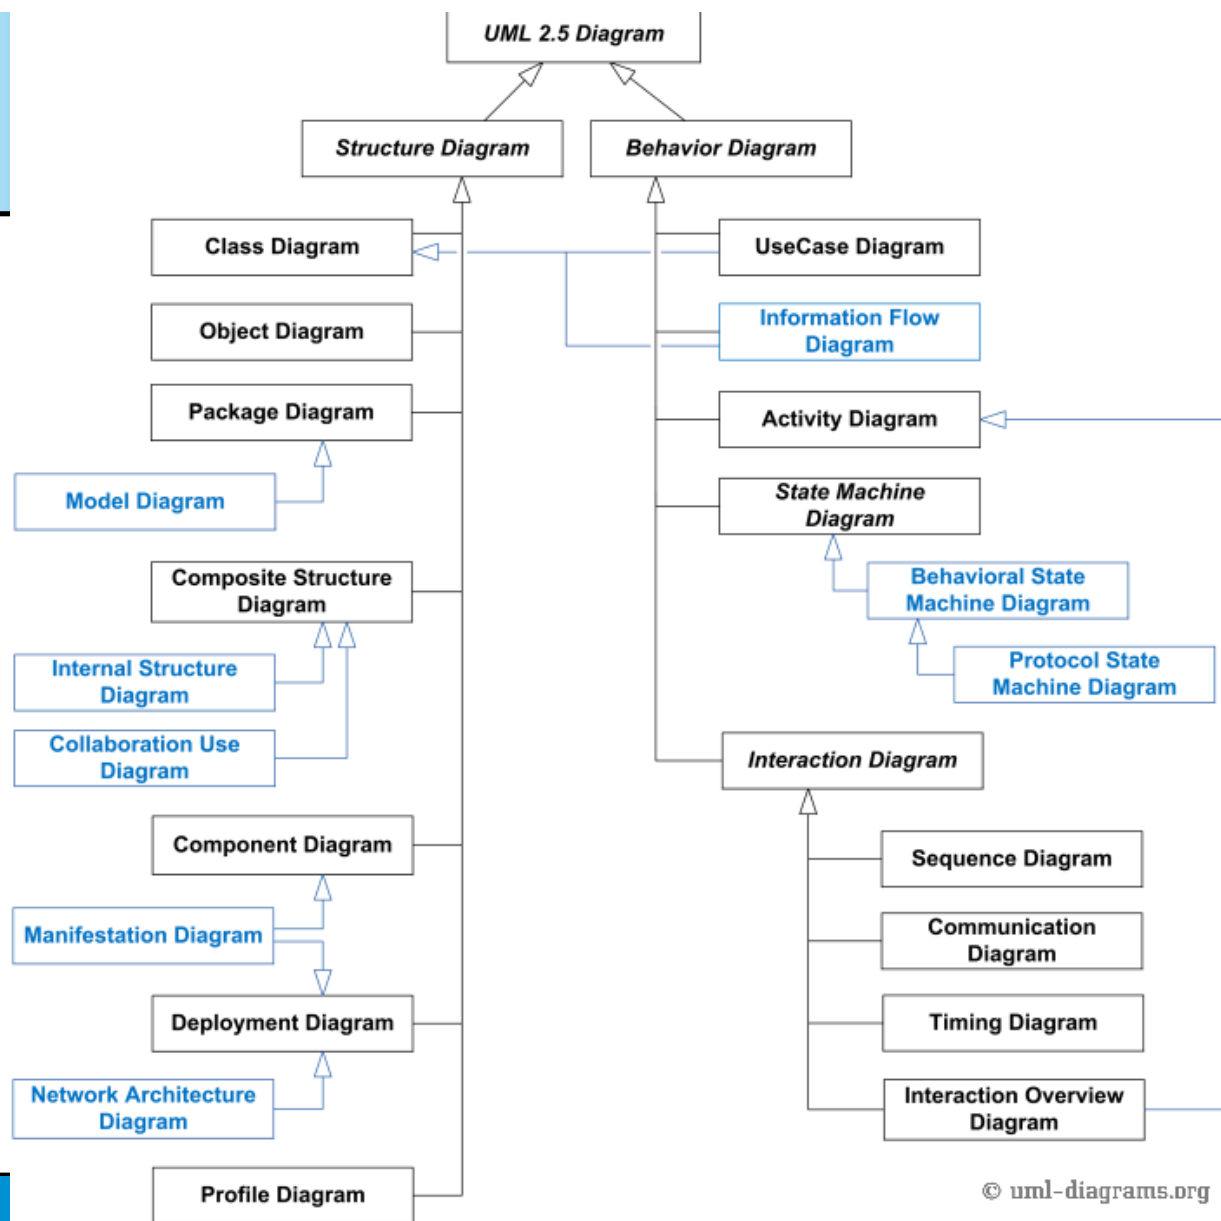 UML 2.5 Diagram
Structure Diagram
Behavior Diagram
Class Diagram
Object Diagram
Package Diagram
Model Diagram
Composite Structure
Diagram
Internal Structure
Diagram
Collaboration Use
Diagram
Component Diagram
Manifestation Diagram
Deployment Diagram
Network Architecture
Diagram
Profile Diagram
UseCase Diagram
Information Flow
Diagram
Activity Diagram
State Machine
Diagram
Behavioral State
Machine Diagram
Protocol State
Machine Diagram
Interaction Diagram
Sequence Diagram
Communication
Diagram
Timing Diagram
Interaction Overview
Diagram
© uml-diagrams.org